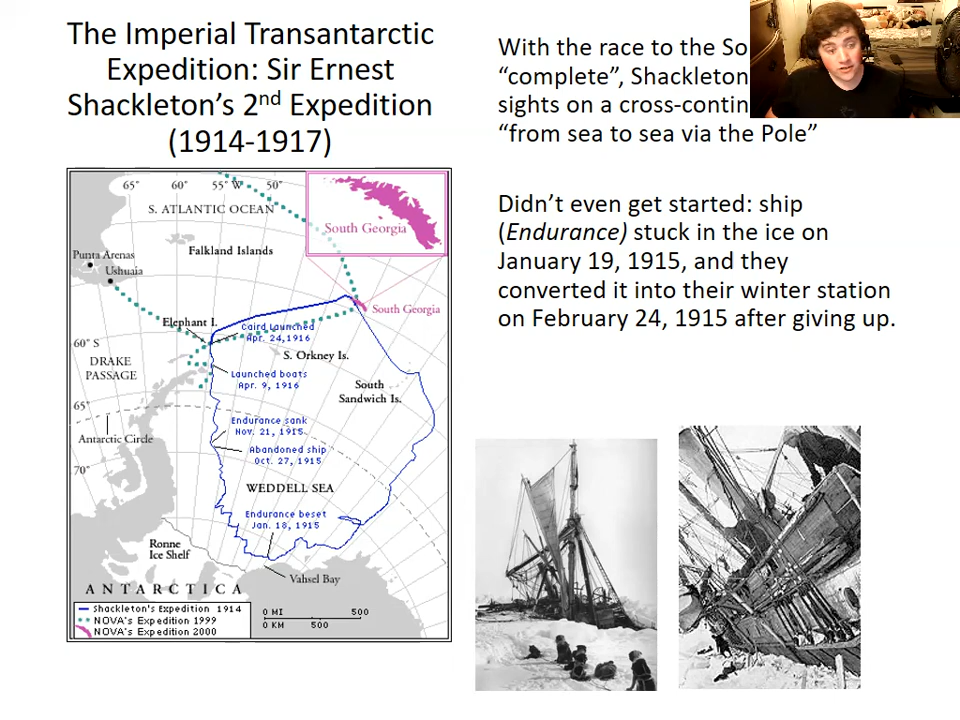 The Imperial Transantarctic
Expedition: Sir Ernest
Shackleton’s 2nd Expedition
(1914-1917)
With the race to the So
“complete”, Shackleton
sights on a cross-contin
“from sea to sea via the Pole”
Didn’t even get started: ship
(Endurance) stuck in the ice on
January 19, 1915, and they
converted it into their winter station
on February 24, 1915 after giving up.
65° 60° 55° W 50°
S. ATLANTIC OCEAN
South Georgia
Falkland Islands
Punta Arenas
Ushuaia
South Georgia
Elephant I.
Caird Launched
Apr. 24,1916
60° S
S. Orkney Is.
DRAKE
PASSAGE
Launched boats
Apr. 9, 1916
South
Sandwich Is.
65°
Endurance sank
Nov. 21, 1915
Antarctic Circle
Abandoned ship
Oct. 27, 1915
70°
WEDDELL SEA
Endurance beset
Jan. 18, 1915
Ronne
Ice Shelf
Vahsel Bay
ANTARCTICA
Shackleton's Expedition 1914
NOVA's Expedition 1999
NOVA's Expedition 2000
0 MI 500
0 KM 500